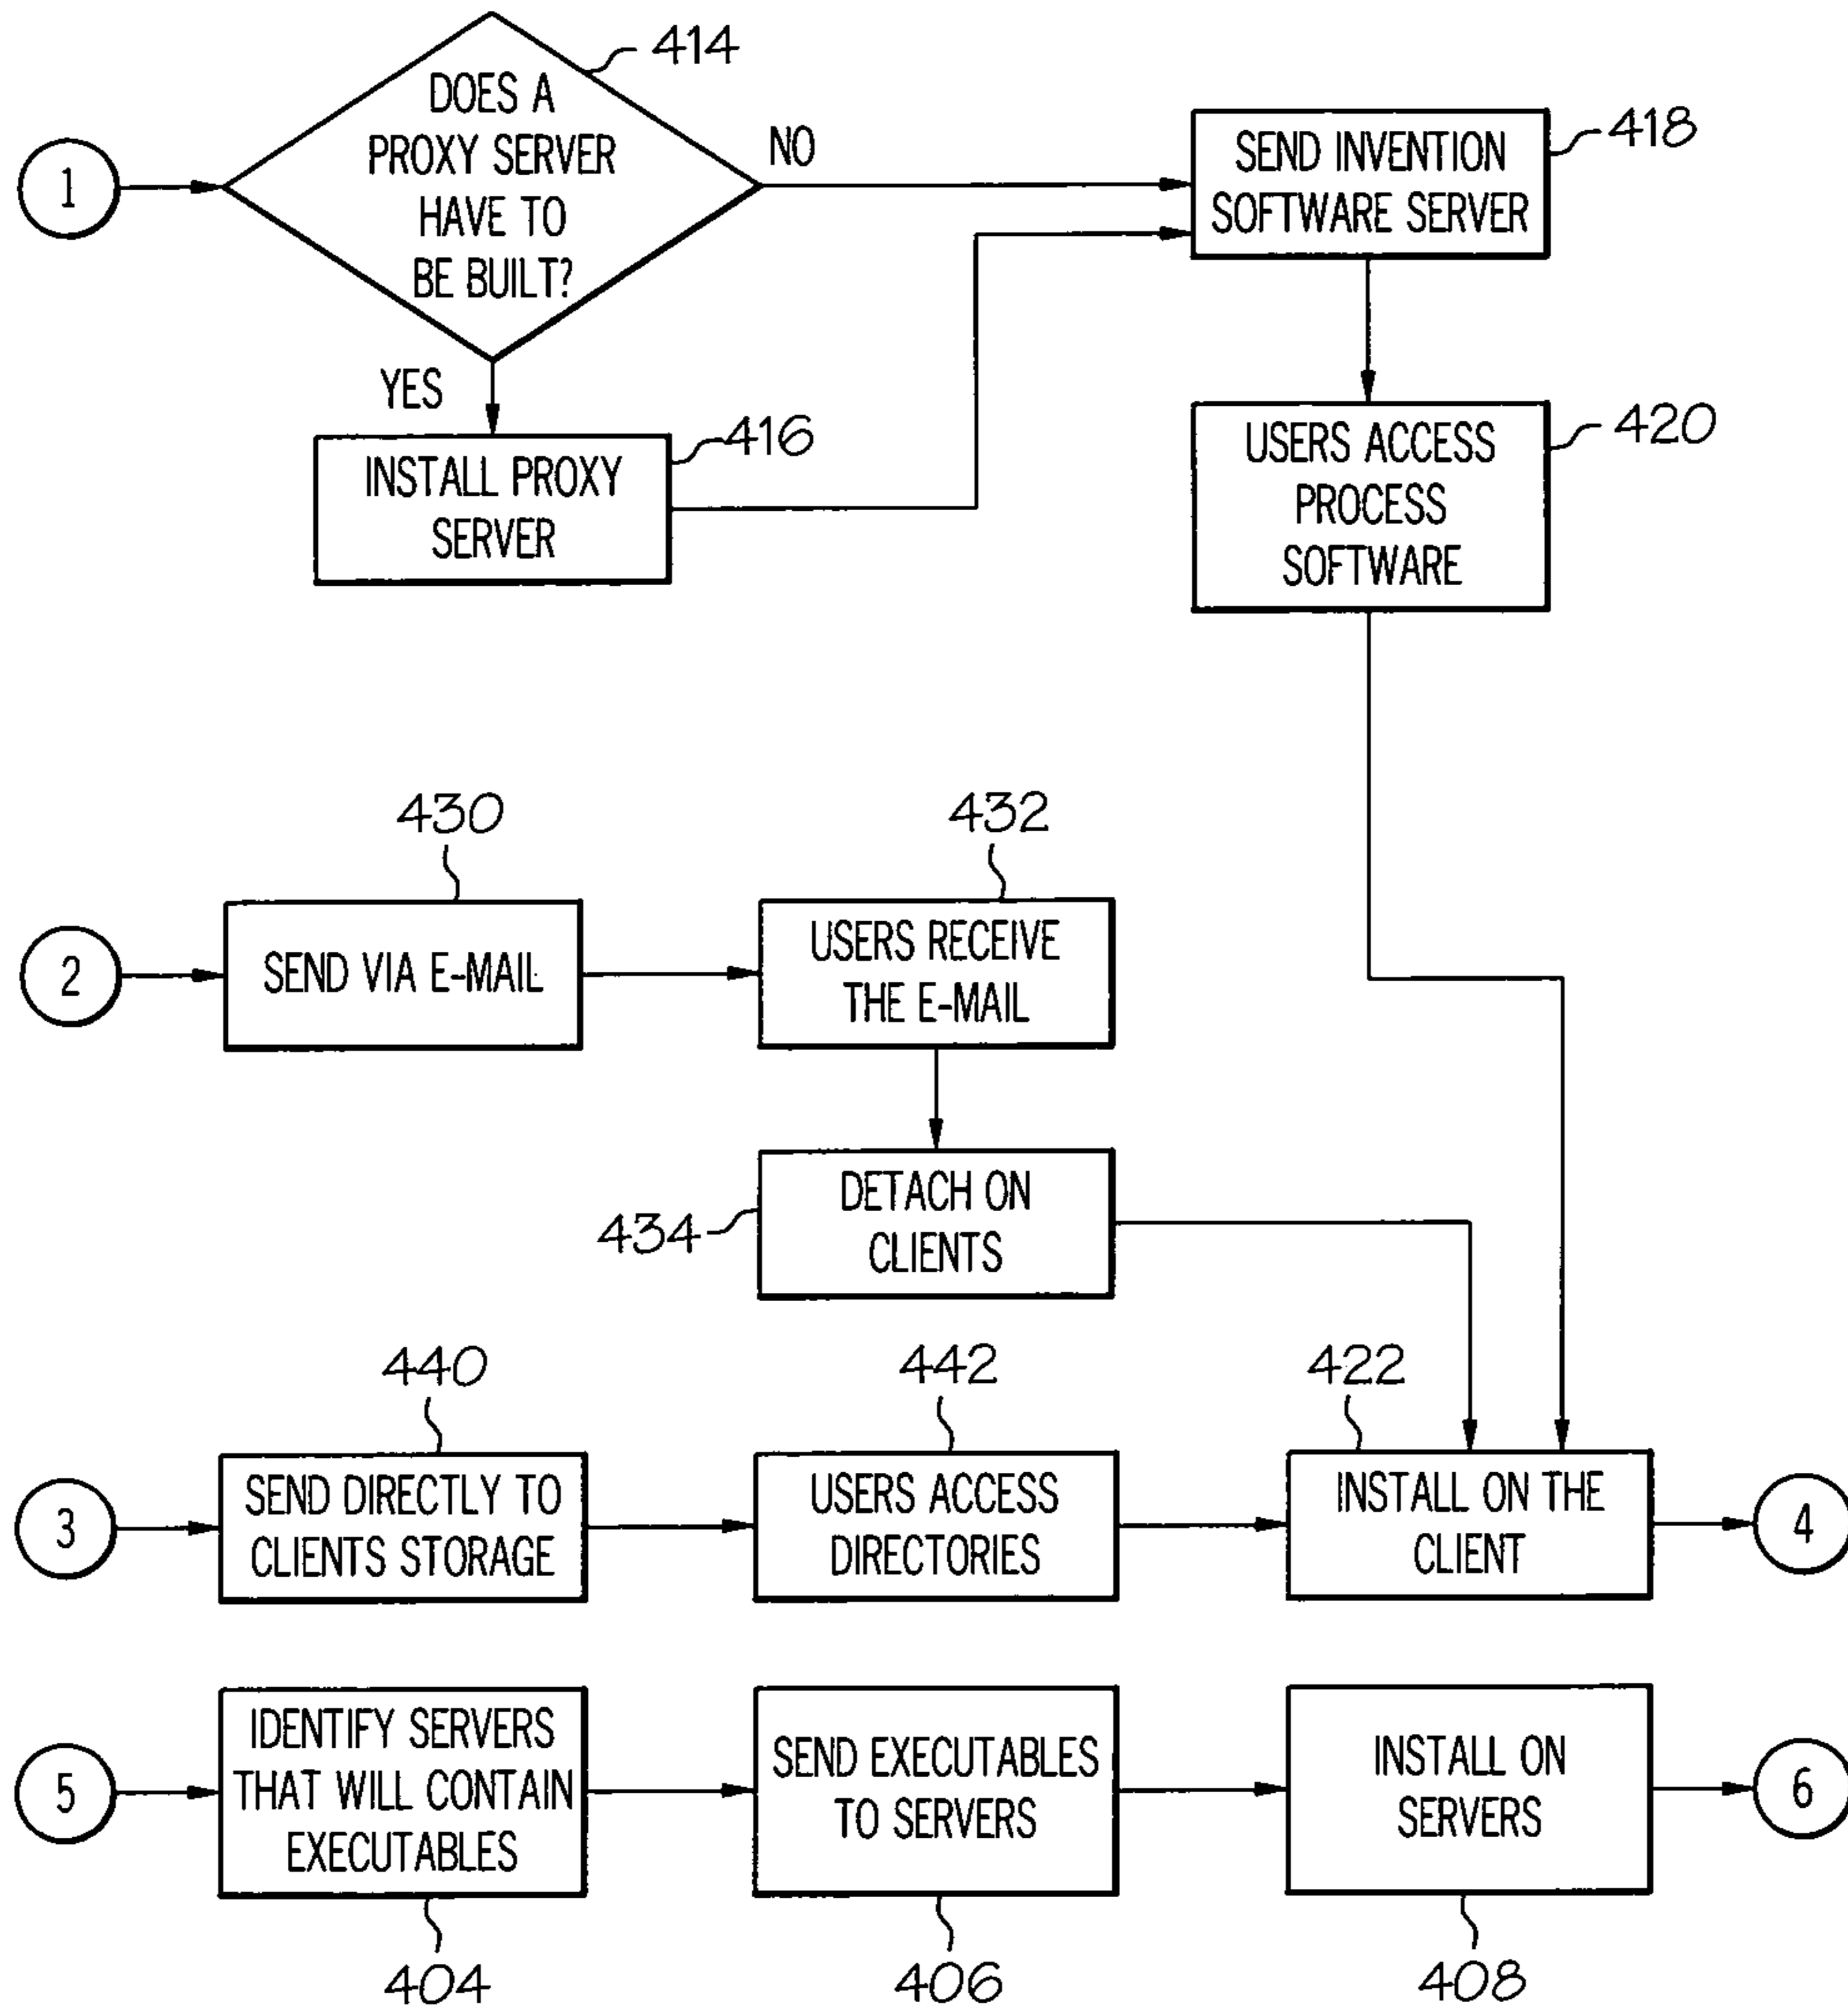 414
DOES A
PROXY SERVER
HAVE TO
BE BUILT?
1
NO
SEND INVENTION
SOFTWARE SERVER
418
YES
416
INSTALL PROXY
SERVER
USERS ACCESS
PROCESS
SOFTWARE
420
430
432
2
SEND VIA E-MAIL
USERS RECEIVE
THE E-MAIL
DETACH ON
CLIENTS
434
440
442
422
3
SEND DIRECTLY TO
CLIENTS STORAGE
USERS ACCESS
DIRECTORIES
INSTALL ON THE
CLIENT
4
5
IDENTIFY SERVERS
THAT WILL CONTAIN
EXECUTABLES
SEND EXECUTABLES
TO SERVERS
INSTALL ON
SERVERS
6
404
406
408